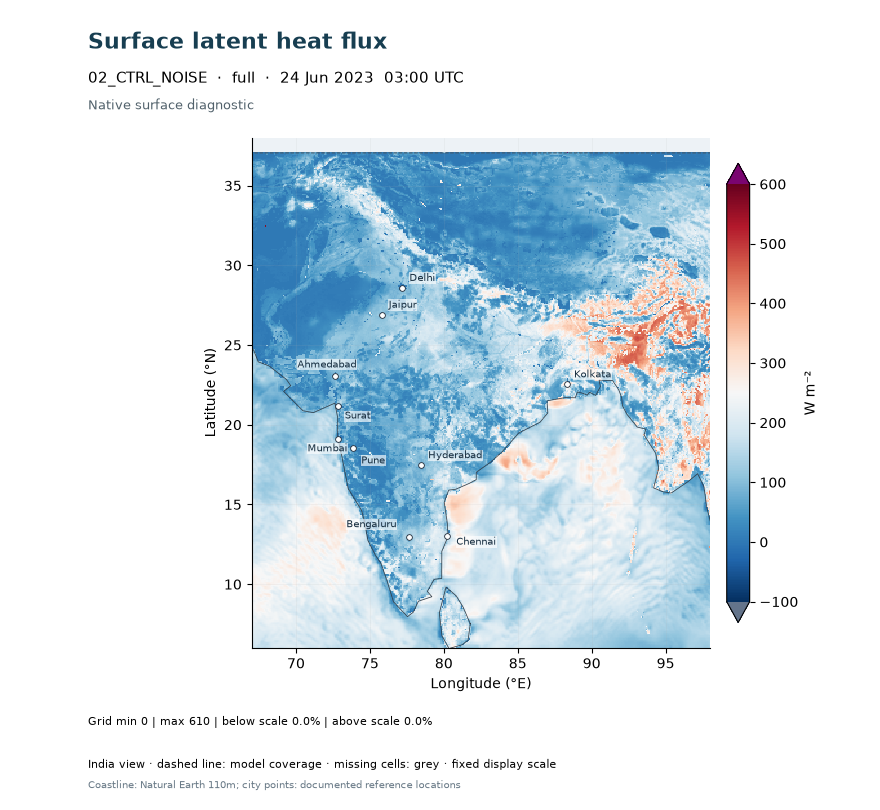 Surface latent heat flux
02_CTRL_NOISE · full · 24 Jun 2023 03:00 UTC
Native surface diagnostic
35
30
25
20
15
10
Latitude (°N)
70
75
80
85
90
95
Longitude (°E)
Delhi
Jaipur
Ahmedabad
Kolkata
Surat
Mumbai
Pune
Hyderabad
Bengaluru
Chennai
600
500
400
300
200
100
0
−100
W m⁻²
Grid min 0 | max 610 | below scale 0.0% | above scale 0.0%
India view · dashed line: model coverage · missing cells: grey · fixed display scale
Coastline: Natural Earth 110m; city points: documented reference locations